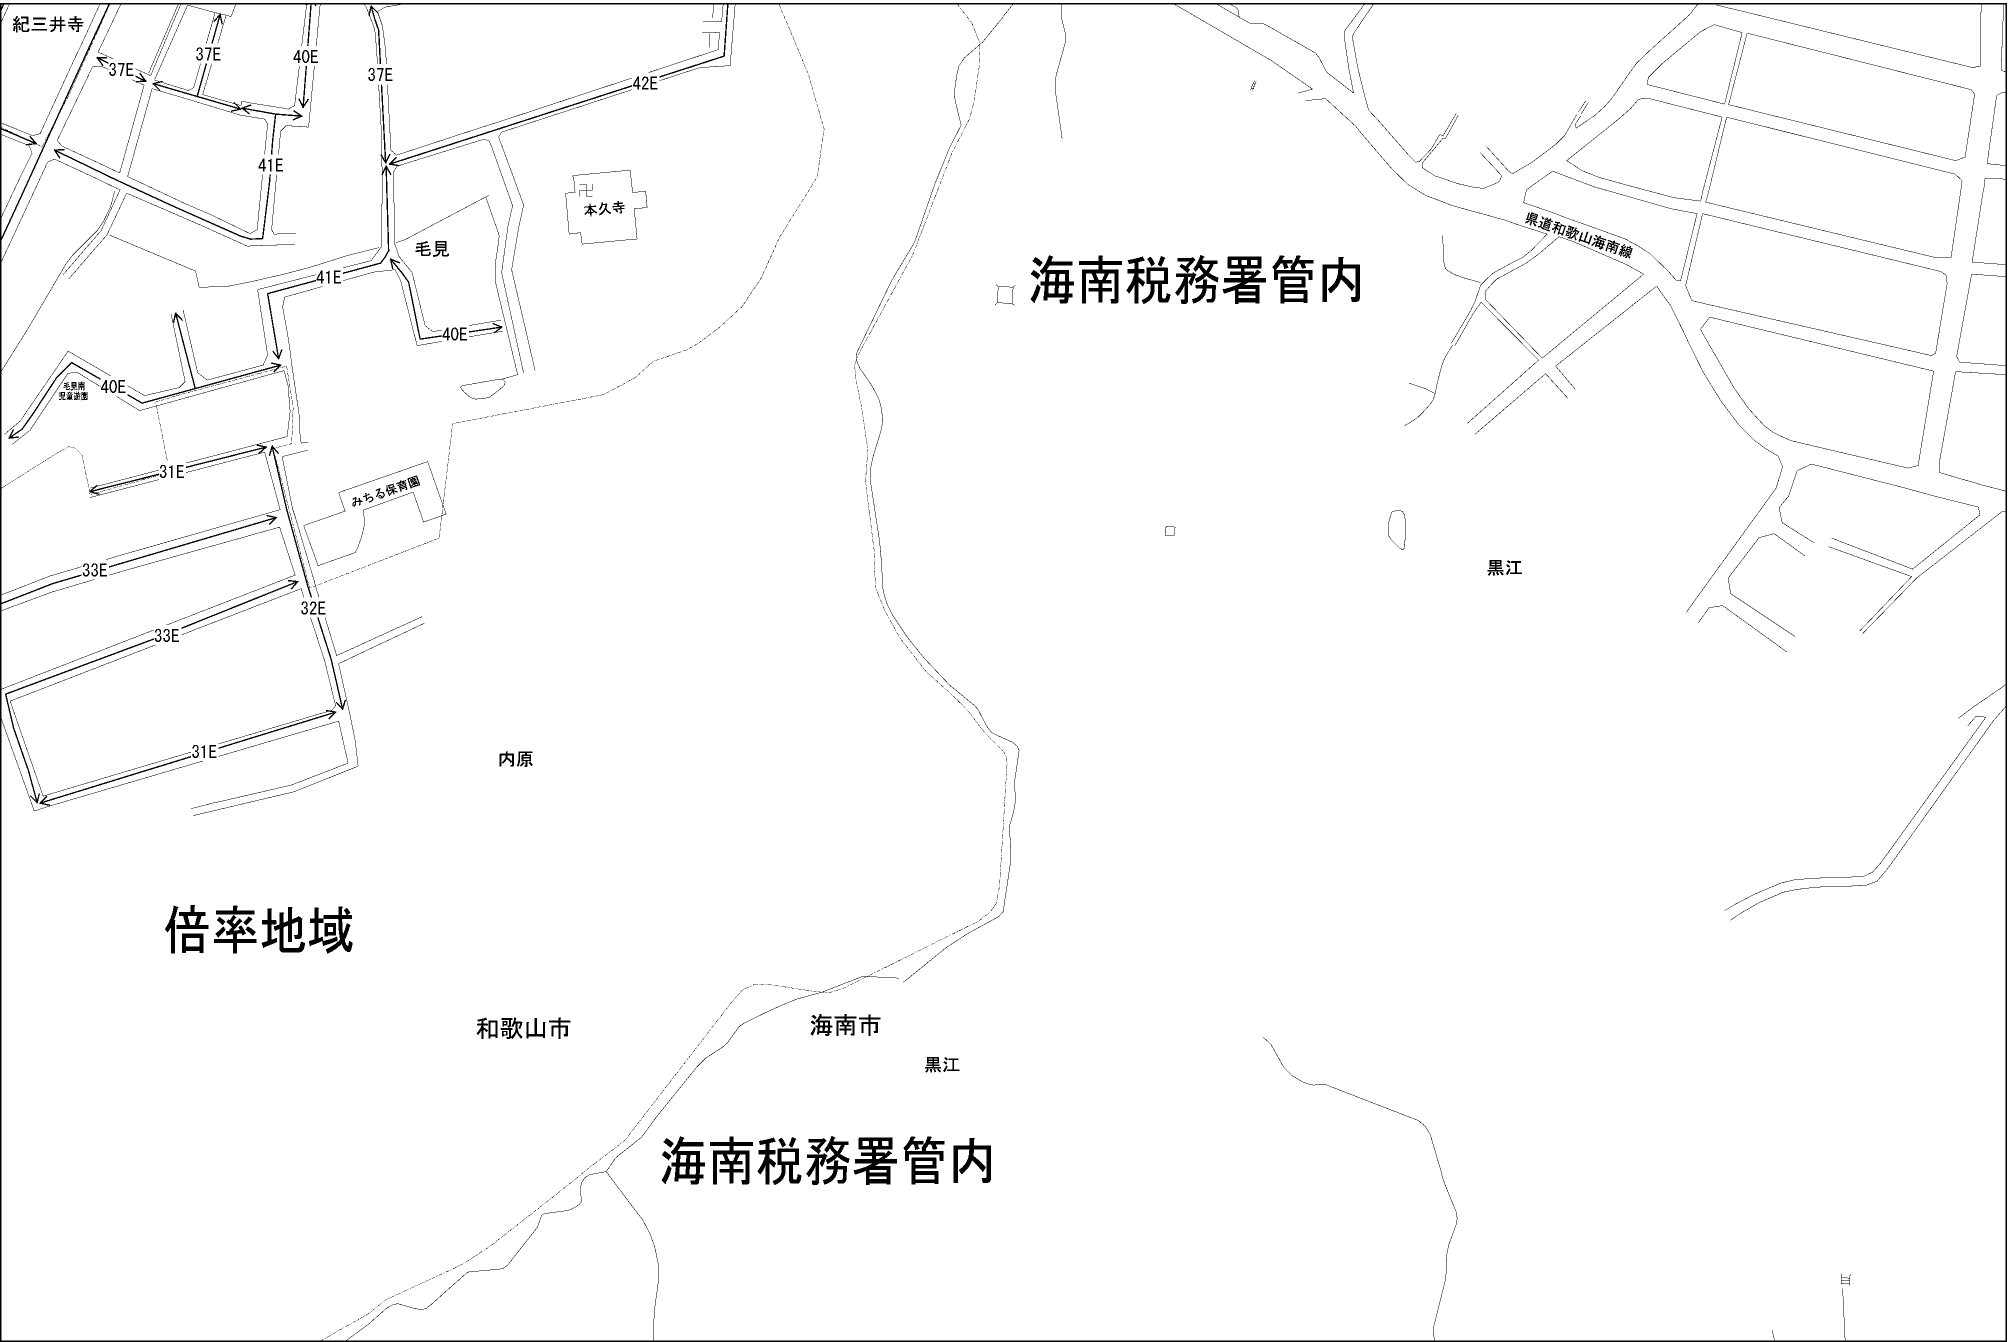 紀三井寺
37E
40E
37E
37E
42E
41E
本久寺
県道和歌山海南線
毛見
41E
海南税務署管内
40E
毛見南
児童遊園
40E
31E
みちる保育園
33E
黒江
32E
33E
31E
内原
倍率地域
和歌山市
海南市
黒江
海南税務署管内